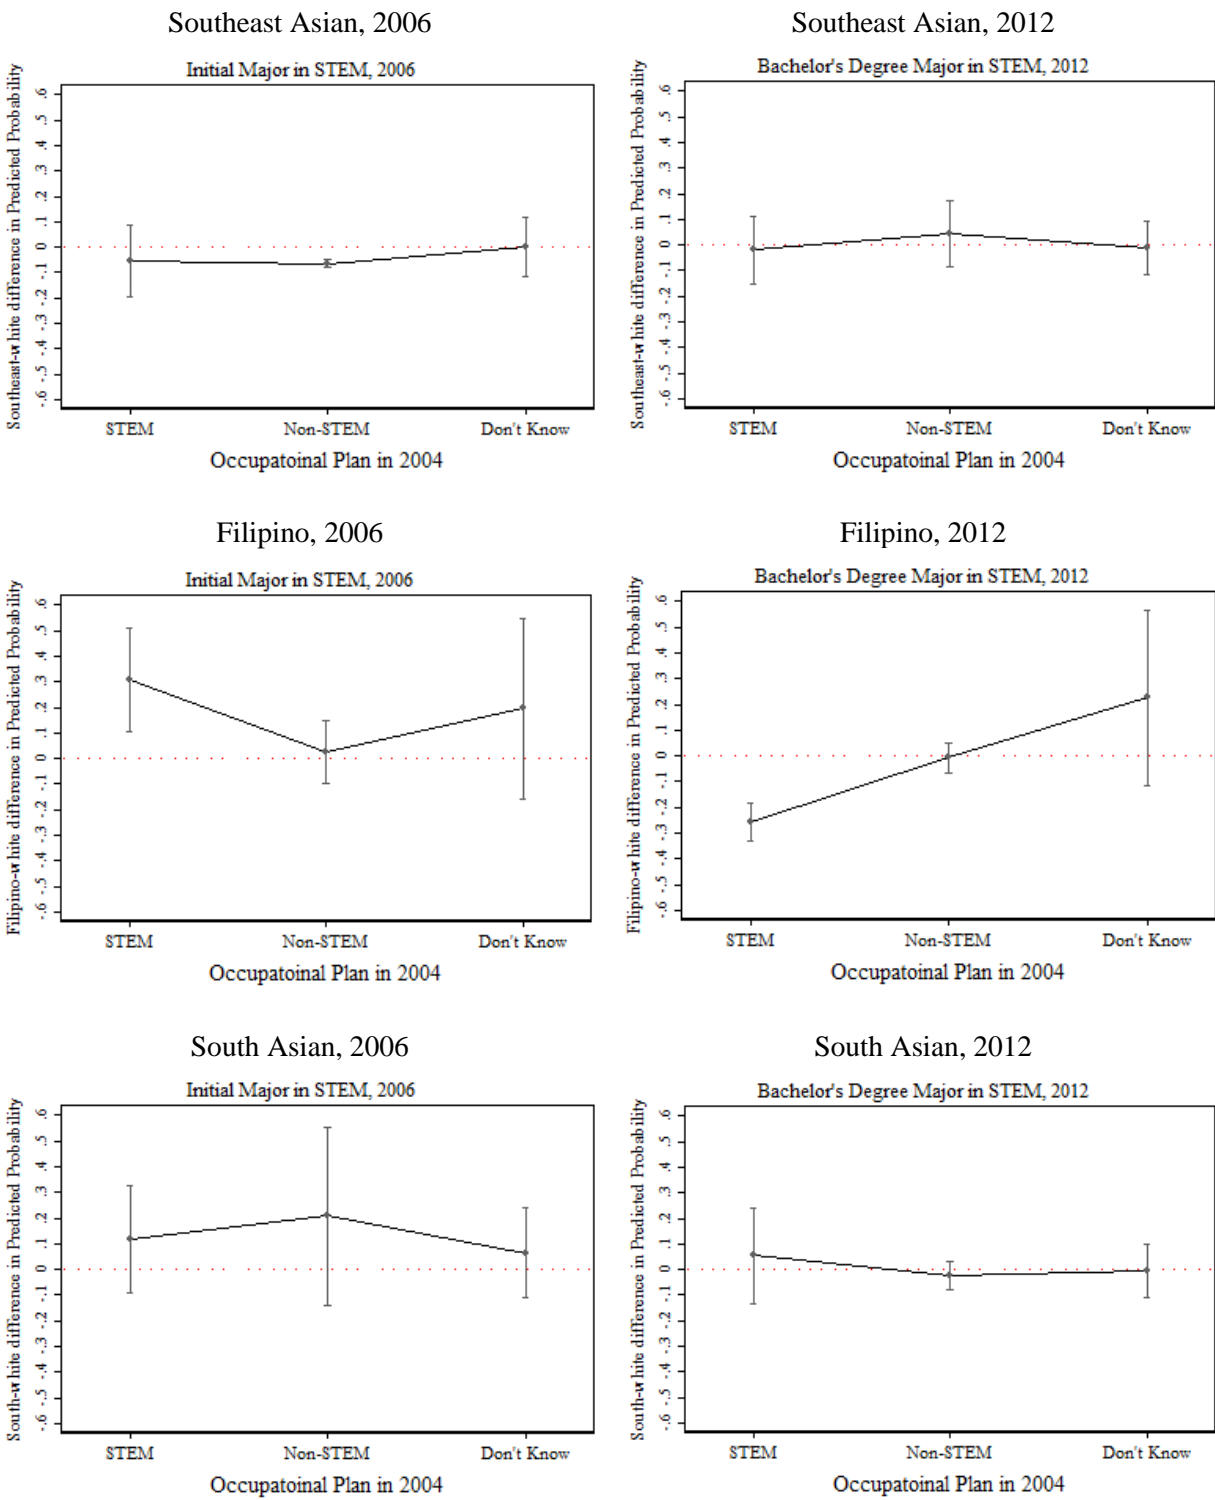 Southeast Asian, 2006
Initial Major in STEM, 2006
Southeast-white difference in Predicted Probability
.6
.5
.4
.3
.2
.1
0
-.1
-.2
-.3
-.4
-.5
-.6
STEM Non-STEM Don't Know
Occupatoinal Plan in 2004
Southeast Asian, 2012
Bachelor's Degree Major in STEM, 2012
Southeast-white difference in Predicted Probability
.6
.5
.4
.3
.2
.1
0
-.1
-.2
-.3
-.4
-.5
-.6
STEM Non-STEM Don't Know
Occupatoinal Plan in 2004
Filipino, 2006
Initial Major in STEM, 2006
Filipino-white difference in Predicted Probability
.6
.5
.4
.3
.2
.1
0
-.1
-.2
-.3
-.4
-.5
-.6
STEM Non-STEM Don't Know
Occupatoinal Plan in 2004
Filipino, 2012
Bachelor's Degree Major in STEM, 2012
Filipino-white difference in Predicted Probability
.6
.5
.4
.3
.2
.1
0
-.1
-.2
-.3
-.4
-.5
-.6
STEM Non-STEM Don't Know
Occupatoinal Plan in 2004
South Asian, 2006
Initial Major in STEM, 2006
South-white difference in Predicted Probability
.6
.5
.4
.3
.2
.1
0
-.1
-.2
-.3
-.4
-.5
-.6
STEM Non-STEM Don't Know
Occupatoinal Plan in 2004
South Asian, 2012
Bachelor's Degree Major in STEM, 2012
South-white difference in Predicted Probability
.6
.5
.4
.3
.2
.1
0
-.1
-.2
-.3
-.4
-.5
-.6
STEM Non-STEM Don't Know
Occupatoinal Plan in 2004